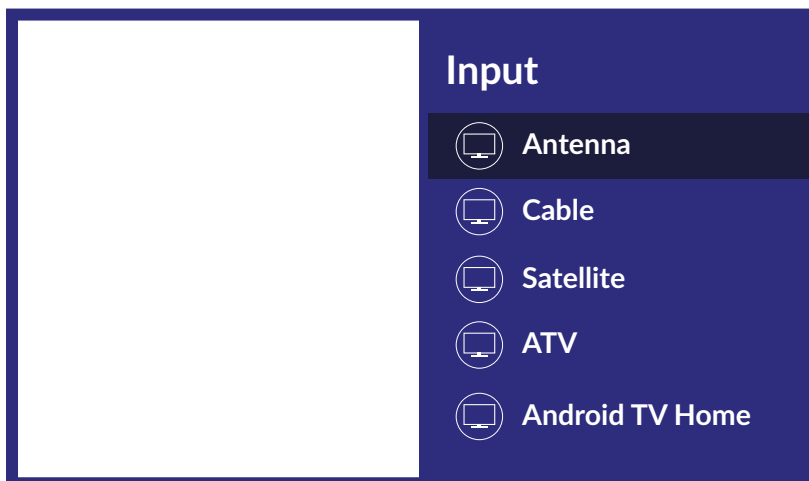 Input
Antenna
Cable
Satellite
ATV
Android TV Home